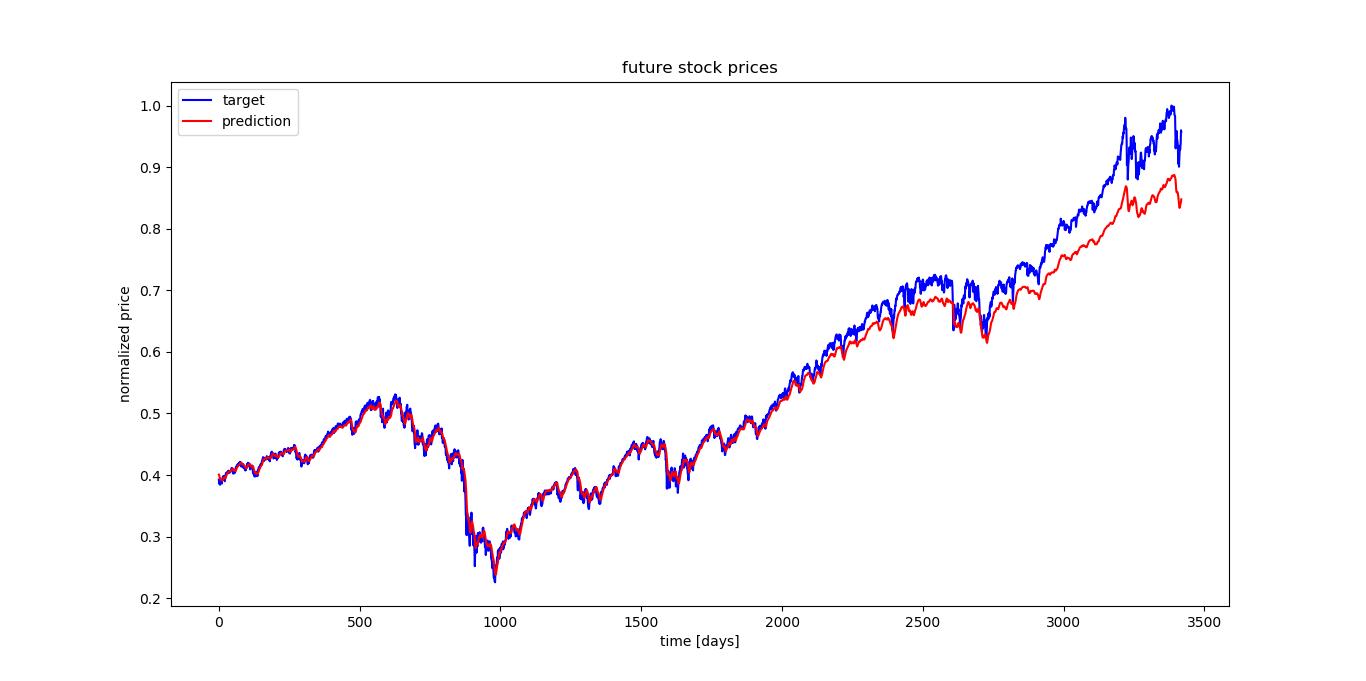 future stock prices
target
prediction
normalized price
1.0
0.9
0.8
0.7
0.6
0.5
0.4
0.3
0.2
0 500 1000 1500 2000 2500 3000 3500
time [days]